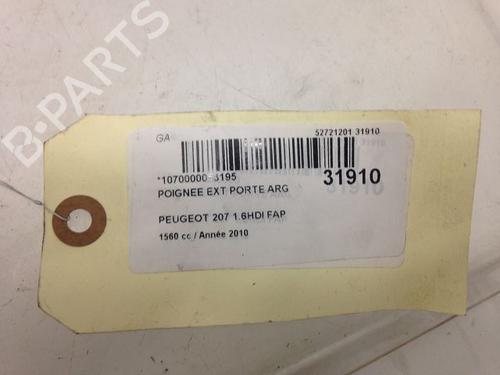 B-PARTS
GA
52721201 31910
*10700000-3195
31910
POIGNEE EXT PORTE ARG
PEUGEOT 207 1.6HDI FAP
1560 cc / Année 2010